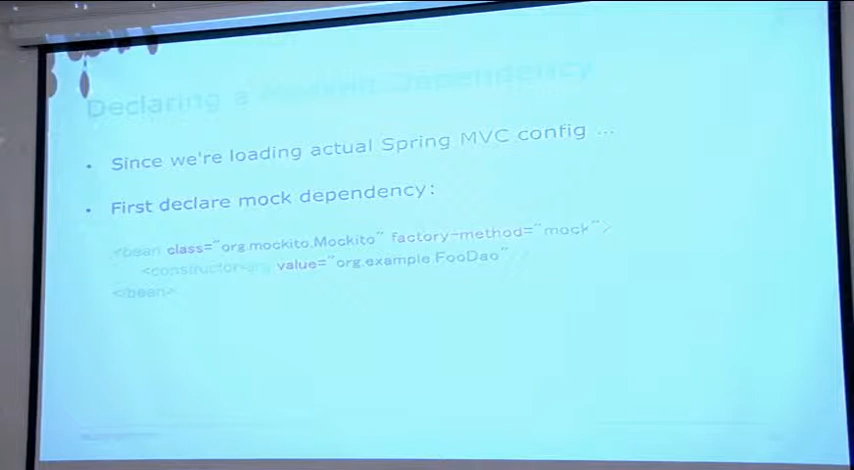 Declaring a Mockito Dependency
• Since we're loading actual Spring MVC config ...
• First declare mock dependency:
<bean class="org.mockito.Mockito" factory-method="mock">
<constructor-arg value="org.example.FooDao"
</bean>